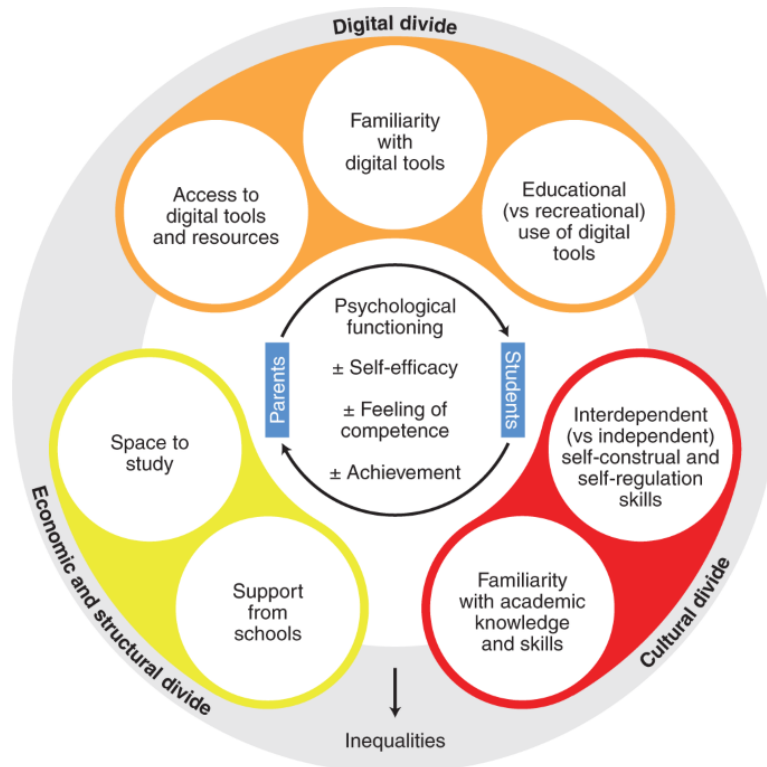 Digital divide
Familiarity
with
digital tools
Access to
digital tools
and resources
Educational
(vs recreational)
use of digital
tools
Psychological
functioning
± Self-efficacy
± Feeling of
competence
± Achievement
Parents
Students
Space to
study
Support
from
schools
Economic and structural divide
Interdependent
(vs independent)
self-construal and
self-regulation
skills
Familiarity
with academic
knowledge
and skills
Cultural divide
Inequalities